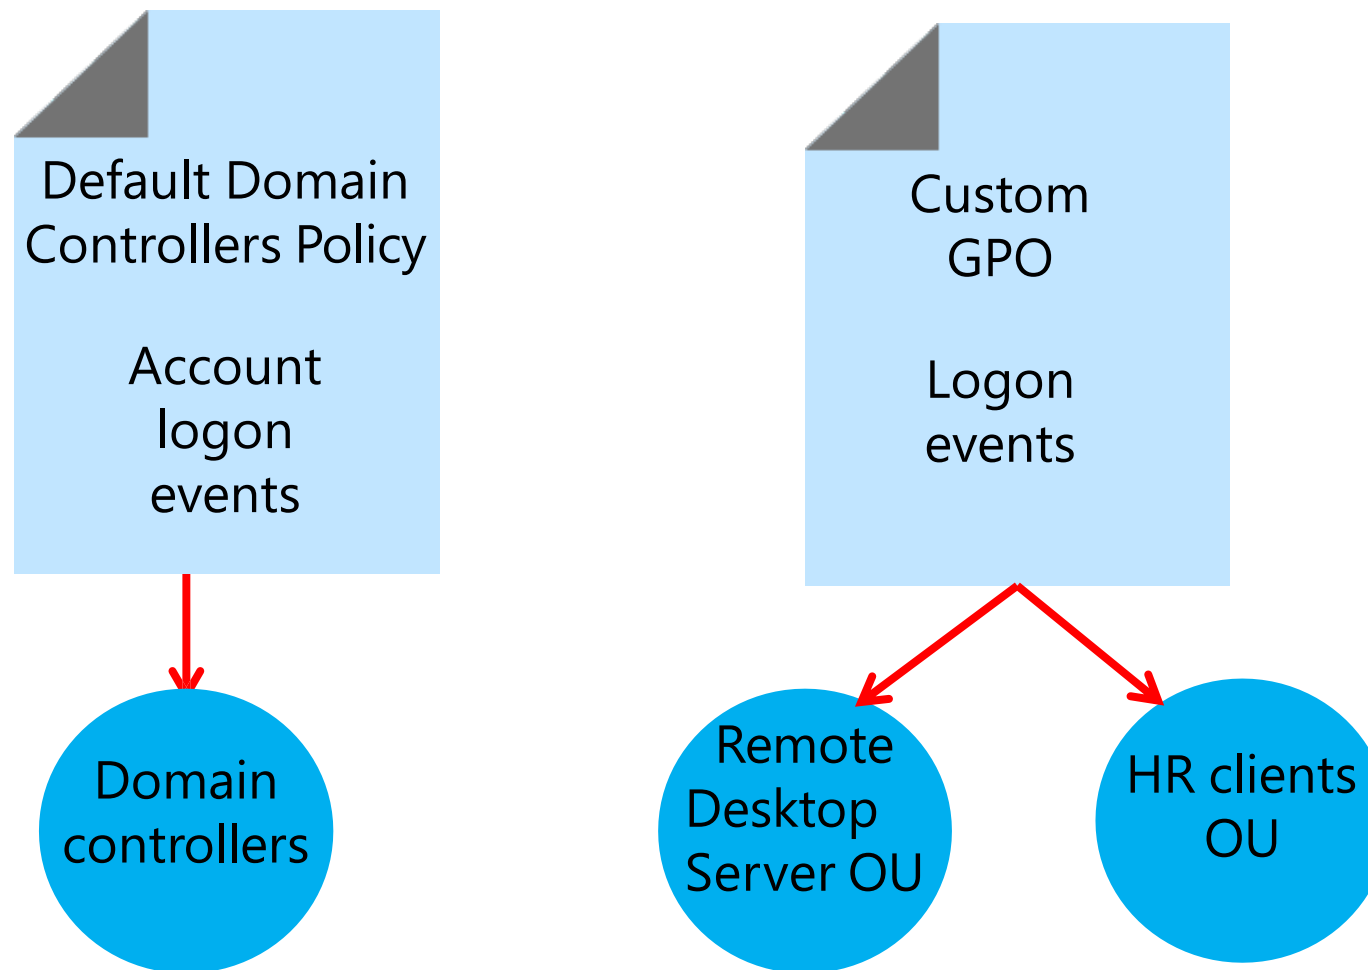 Default Domain
Controllers Policy
Account
logon
events
Custom
GPO
Logon
events
Domain
controllers
Remote
Desktop
Server OU
HR clients
OU